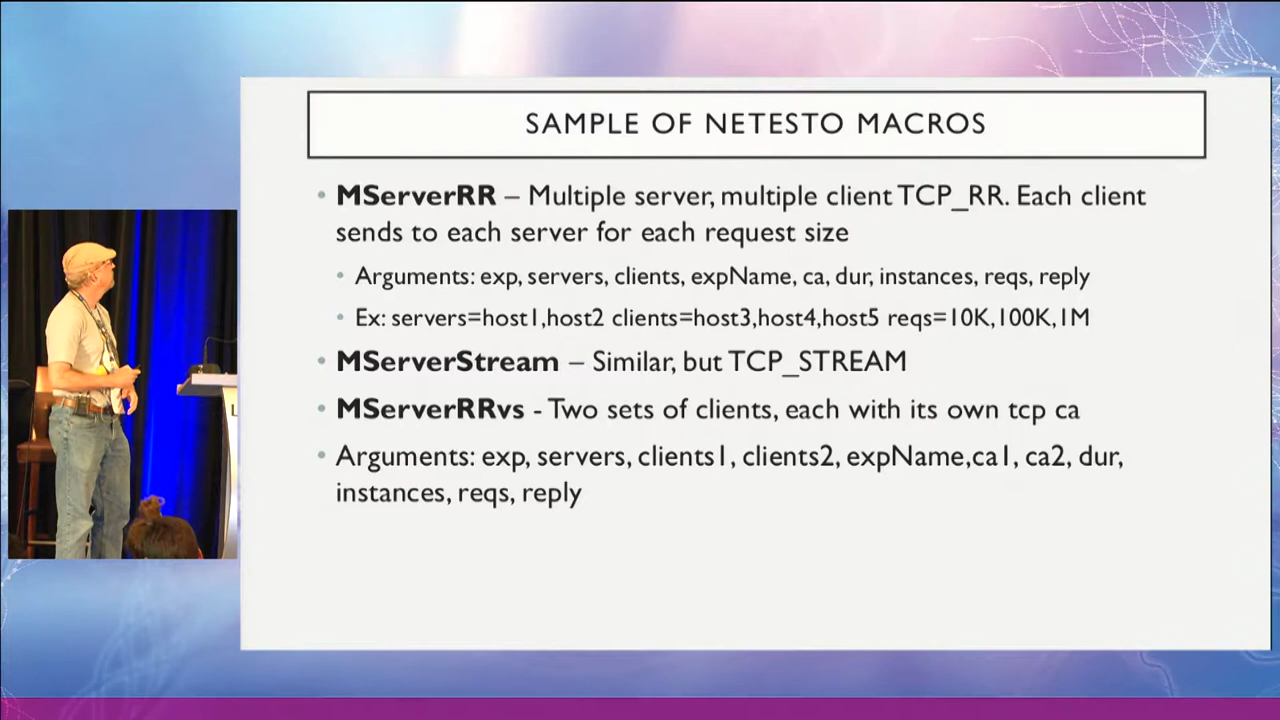 SAMPLE OF NETESTO MACROS
• MServerRR – Multiple server, multiple client TCP_RR. Each client
sends to each server for each request size
• Arguments: exp, servers, clients, expName, ca, dur, instances, reqs, reply
• Ex: servers=host1,host2 clients=host3,host4,host5 reqs=10K,100K,1M
• MServerStream – Similar, but TCP_STREAM
• MServerRRvs - Two sets of clients, each with its own tcp ca
• Arguments: exp, servers, clients1, clients2, expName,ca1, ca2, dur,
instances, reqs, reply